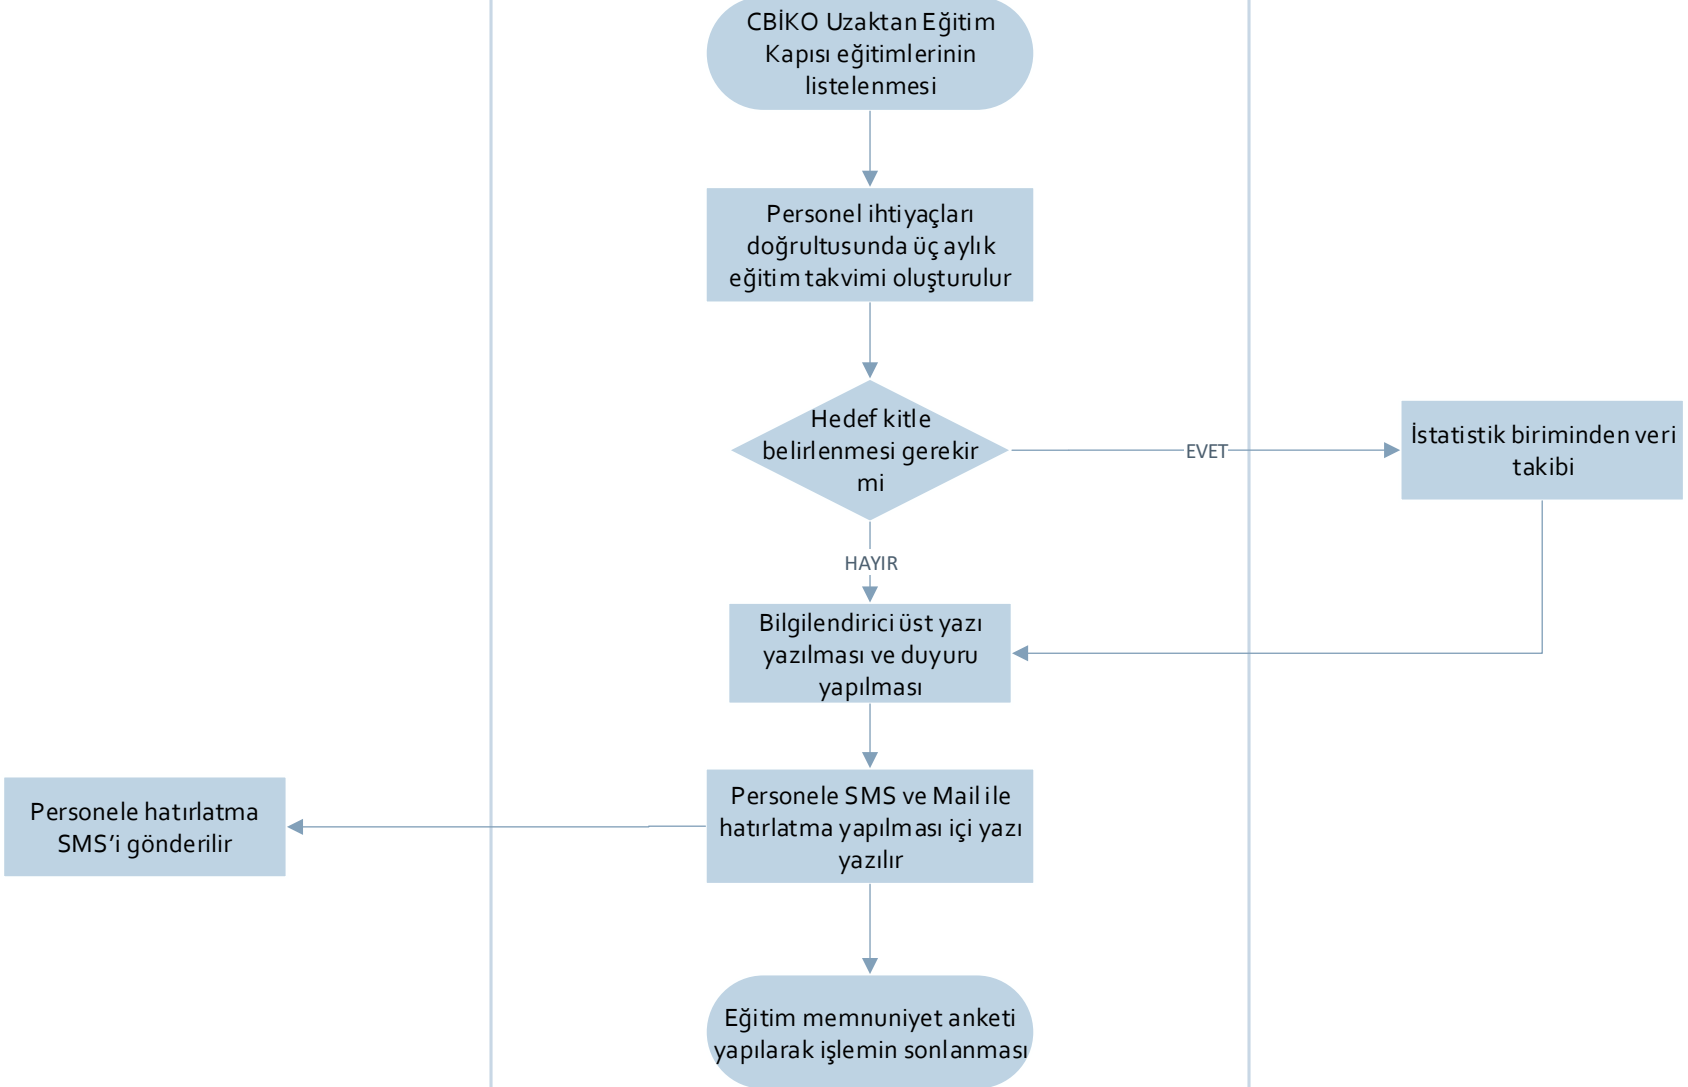 CBİKO Uzaktan Eğitim
Kapısı eğitimlerinin
listelenmesi
Personel ihtiyaçları
doğrultusunda üç aylık
eğitim takvimi oluşturulur
Hedef kitle
belirlenmesi gerekir
mi
EVET
İstatistik biriminden veri
takibi
HAYIR
Bilgilendirici üst yazı
yazılması ve duyuru
yapılması
Personele SMS ve Mail ile
hatırlatma yapılması içi yazı
yazılır
Personele hatırlatma
SMS’i gönderilir
Eğitim memnuniyet anketi
yapılarak işlemin sonlanması